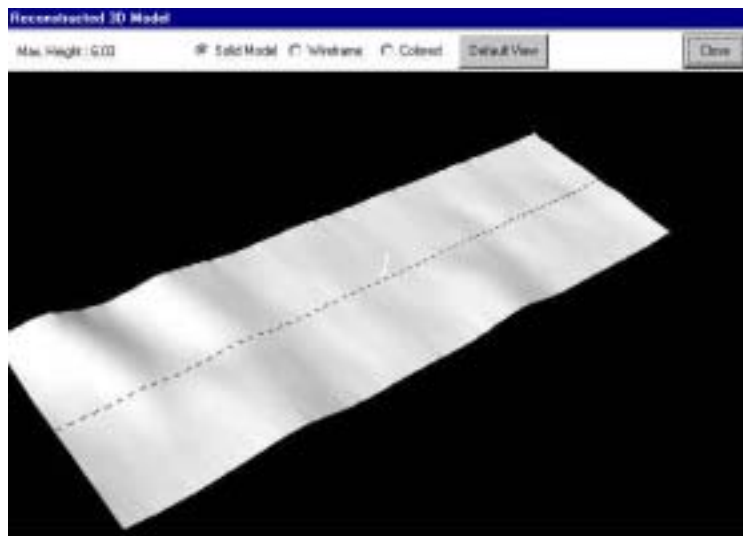 Reconstructed 3D Model
Max. Height : 6.03
Solid Model Wireframe Colored Default View Close